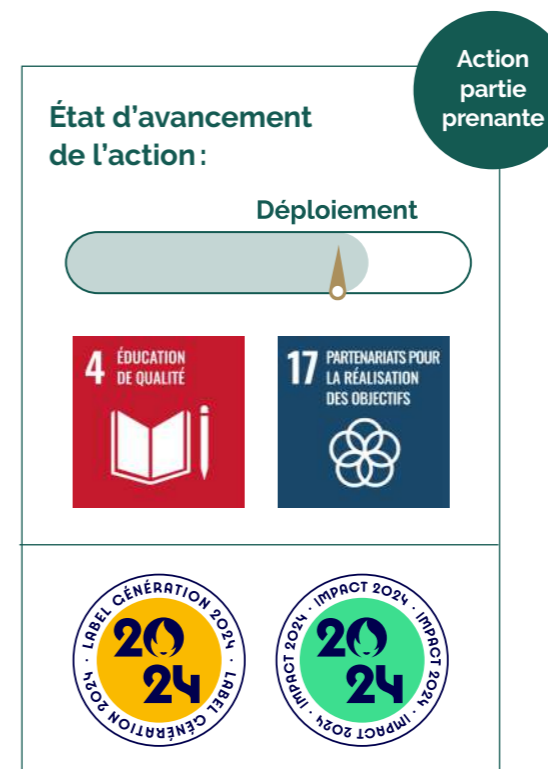 Action
partie
prenante
État d’avancement
de l’action :
Déploiement
4 ÉDUCATION
DE QUALITÉ
17 PARTENARIATS POUR
LA RÉALISATION
DES OBJECTIFS
LABEL GÉNÉRATION 2024 · LABEL GÉNÉRATION 2024 ·
20
24
IMPACT 2024 · IMPACT 2024 · IMPACT 2024 · IMPACT 2024 ·
20
24